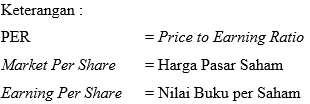 Keterangan :
PER = Price to Earning Ratio
Market Per Share = Harga Pasar Saham
Earning Per Share = Nilai Buku per Saham